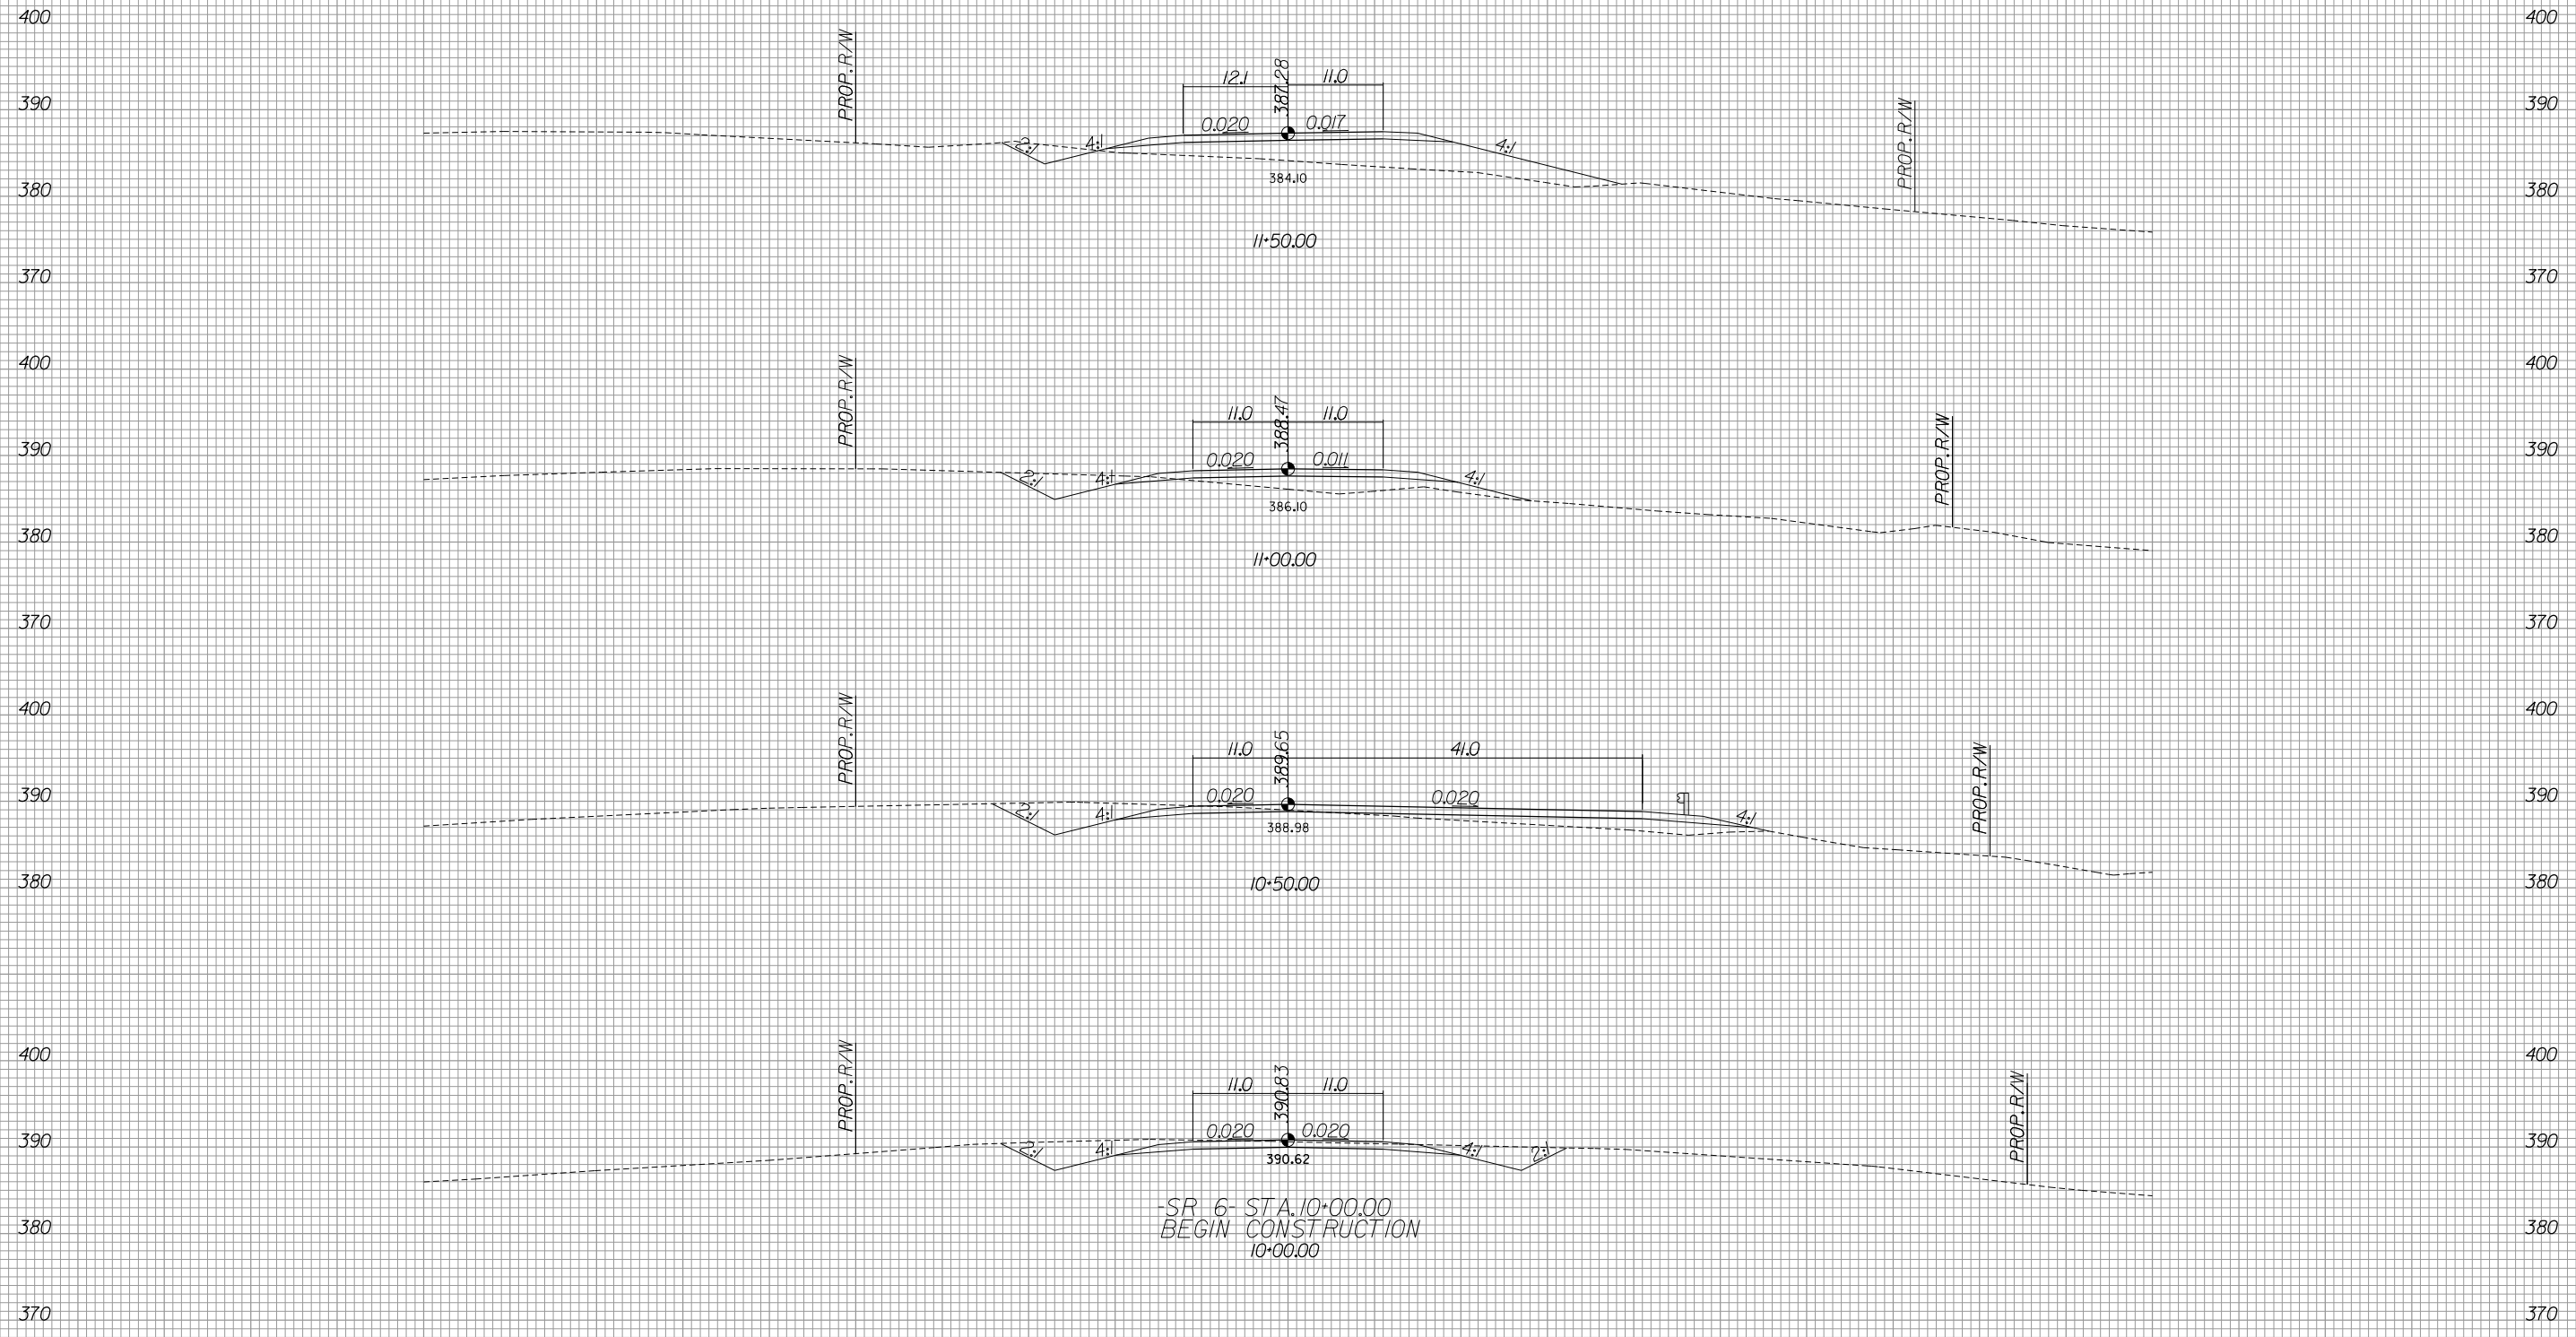 400 400
PROP. R/W
12.1 387.28 11.0
390 390
PROP. R/W
0.020 0.017
2:1 4:1 4:1
384.10
380 380
11+50.00
370 370
400 400
PROP. R/W
11.0 388.47 11.0
PROP. R/W
390 390
0.020 0.011
2:1 4:1 4:1
386.10
380 380
11+00.00
370 370
400 400
PROP. R/W
11.0 389.65 41.0
PROP. R/W
390 390
0.020 0.020
2:1 4:1 4:1
388.98
380 380
10+50.00
400 400
PROP. R/W
11.0 390.83 11.0
PROP. R/W
390 390
0.020 0.020
2:1 4:1 4:1 2:1
390.62
-SR 6- STA. 10+00.00
BEGIN CONSTRUCTION
380 380
10+00.00
370 370